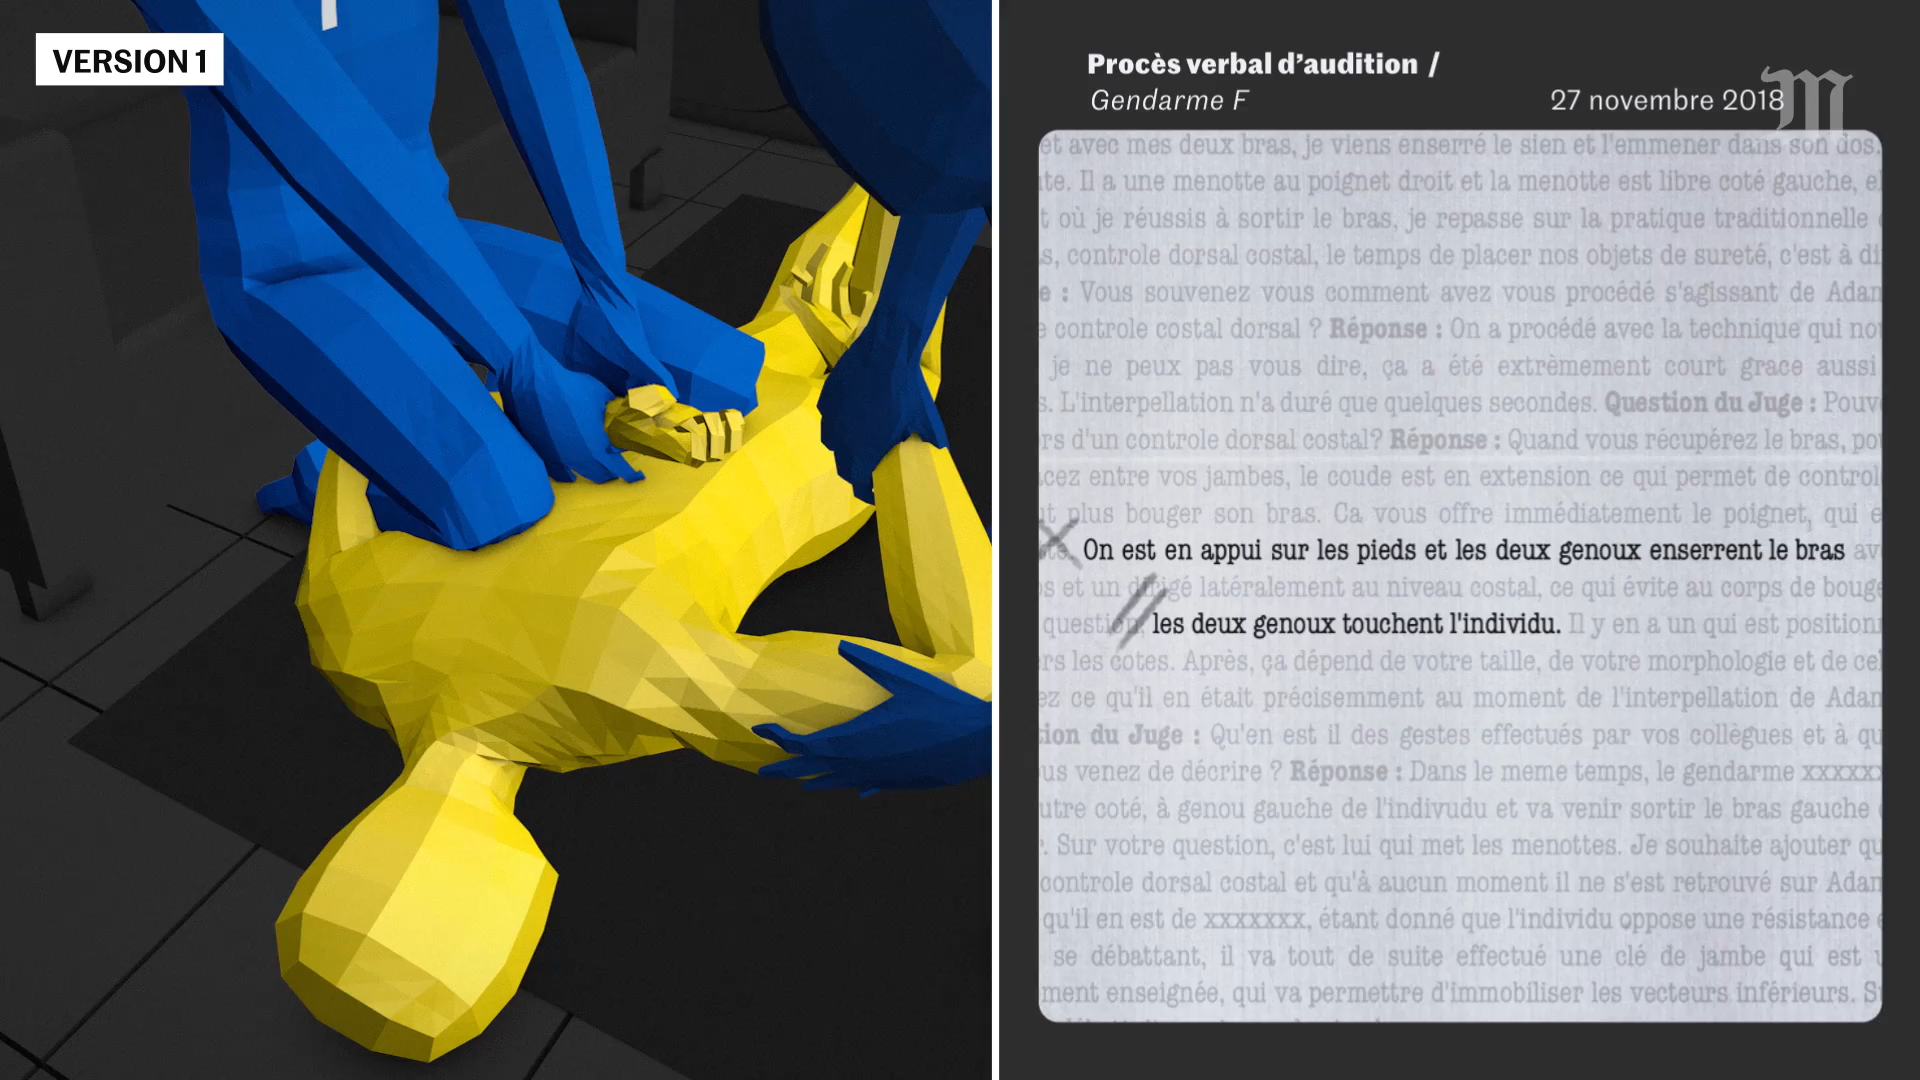 VERSION 1
Procès verbal d'audition /
Gendarme F
27 novembre 2018
M
et avec mes deux bras, je viens enserré le sien et l'emmener dans son dos.
te. Il a une menotte au poignet droit et la menotte est libre coté gauche, el
t où je réussis à sortir le bras, je repasse sur la pratique traditionnelle
s, controle dorsal costal, le temps de placer nos objets de sureté, c'est à di
e : Vous souvenez vous comment avez vous procédé s'agissant de Adan
e controle costal dorsal ? Réponse : On a procédé avec la technique qui nou
je ne peux pas vous dire, ça a été extrèmement court grace aussi
s. L'interpellation n'a duré que quelques secondes. Question du Juge : Pouve
rs d'un controle dorsal costal? Réponse : Quand vous récupérez le bras, pou
cez entre vos jambes, le coude est en extension ce qui permet de control
ut plus bouger son bras. Ca vous offre immédiatement le poignet, qui e
On est en appui sur les pieds et les deux genoux enserrent le bras av
s et un dirigé latéralement au niveau costal, ce qui évite au corps de bouge
question, les deux genoux touchent l'individu. Il y en a un qui est positionn
rs les cotes. Après, ça dépend de votre taille, de votre morphologie et de cel
ez ce qu'il en était précisemment au moment de l'interpellation de Adan
ion du Juge : Qu'en est il des gestes effectués par vos collègues et à qu
us venez de décrire ? Réponse : Dans le meme temps, le gendarme xxxxxx
utre coté, à genou gauche de l'indivudu et va venir sortir le bras gauche
. Sur votre question, c'est lui qui met les menottes. Je souhaite ajouter qu
controle dorsal costal et qu'à aucun moment il ne s'est retrouvé sur Adan
qu'il en est de xxxxxxx, étant donné que l'individu oppose une résistance
se débattant, il va tout de suite effectué une clé de jambe qui est
ment enseignée, qui va permettre d'immobiliser les vecteurs inférieurs. S